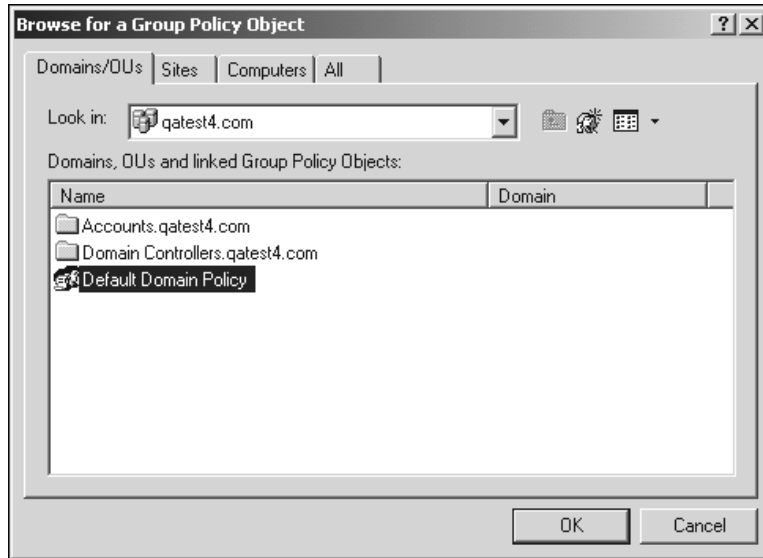 Browse for a Group Policy Object
Domains/OUs Sites Computers All
Look in: qatest4.com
Domains, OUs and linked Group Policy Objects:
Name Domain
Accounts.qatest4.com
Domain Controllers.qatest4.com
Default Domain Policy
OK Cancel